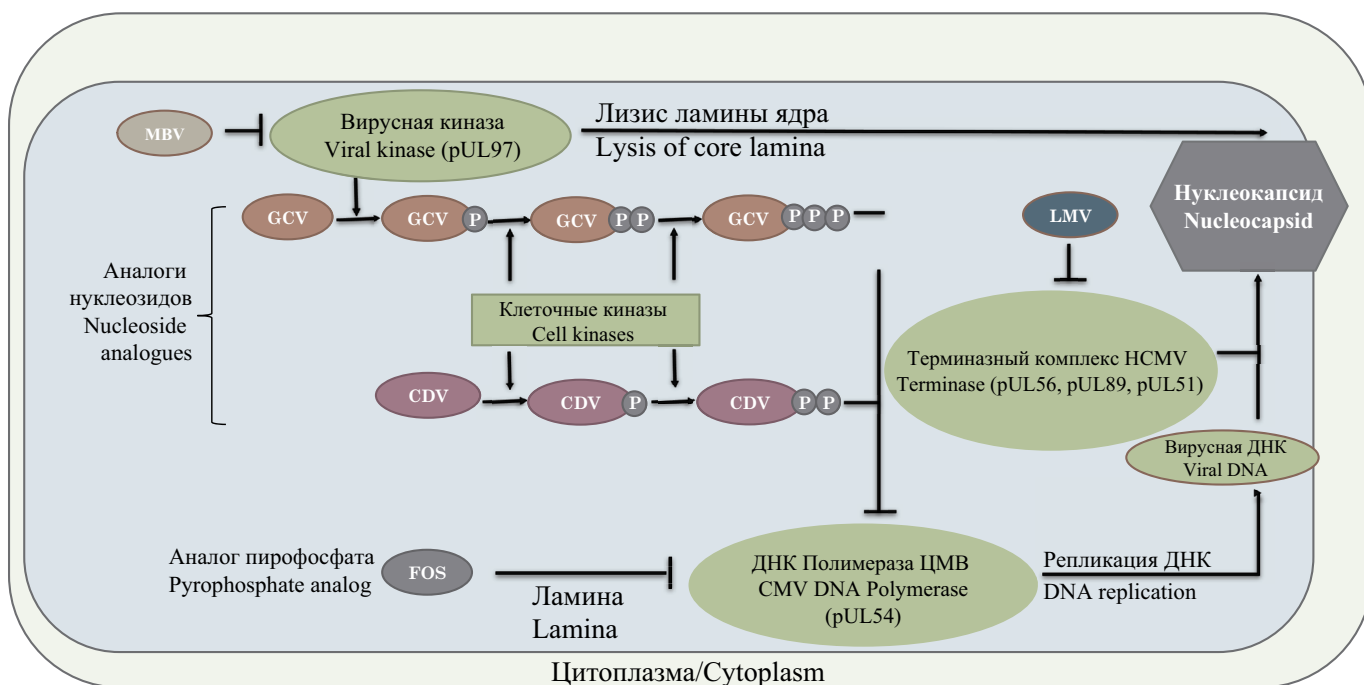 MBV
Вирусная киназа
Viral kinase (pUL97)
Лизис ламины ядра
Lysis of core lamina
Нуклеокапсид
Nucleocapsid
GCV
GCV P
GCV P P
GCV P P P
LMV
Аналоги
нуклеозидов
Nucleoside
analogues
Клеточные киназы
Cell kinases
Терминазный комплекс HCMV
Terminase (pUL56, pUL89, pUL51)
CDV
CDV P
CDV P P
Вирусная ДНК
Viral DNA
Аналог пирофосфата
Pyrophosphate analog
FOS
Ламина
Lamina
ДНК Полимераза ЦМВ
CMV DNA Polymerase
(pUL54)
Репликация ДНК
DNA replication
Цитоплазма/Cytoplasm